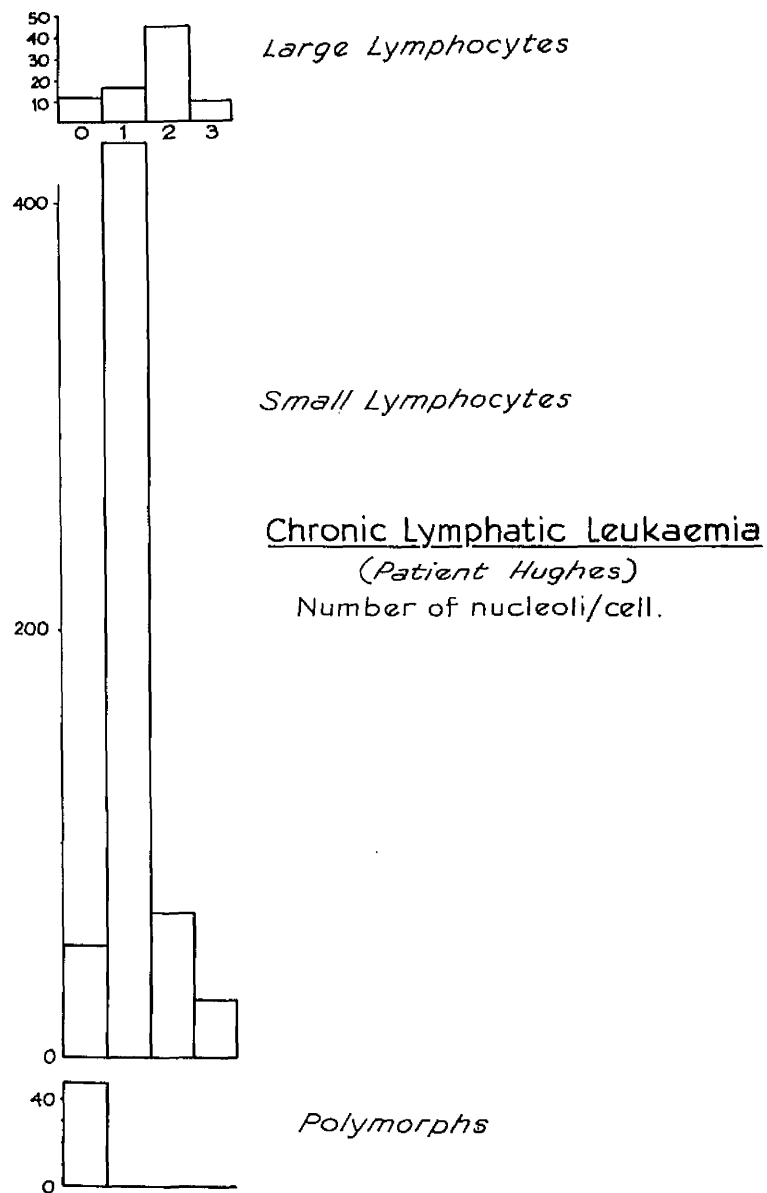 50
40
30
20
10
Large Lymphocytes
0 1 2 3
400
Small Lymphocytes
Chronic Lymphatic Leukaemia
(Patient Hughes)
Number of nucleoli/cell.
200
0
40
Polymorphs
0